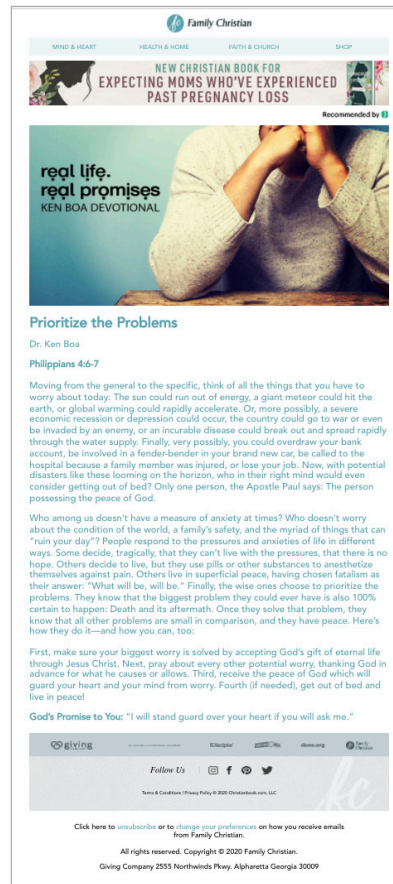 Family Christian
MIND & HEART
HEALTH & HOME
FAITH & CHURCH
SHOP
NEW CHRISTIAN BOOK FOR
EXPECTING MOMS WHO'VE EXPERIENCED
PAST PREGNANCY LOSS
Recommended by
real life.
real promises
KEN BOA DEVOTIONAL
Prioritize the Problems
Dr. Ken Boa
Philippians 4:6-7
Moving from the general to the specific, think of all the things that you have to
worry about today: The sun could run out of energy, a giant meteor could hit the
earth, or global warming could rapidly accelerate. Or, more possibly, a severe
economic recession or depression could occur, the country could go to war or even
be invaded by an enemy, or an incurable disease could break out and spread rapidly
through the water supply. Finally, very possibly, you could overdraw your bank
account, be involved in a fender-bender in your brand new car, be called to the
hospital because a family member was injured, or lose your job. Now, with potential
disasters like these looming on the horizon, who in their right mind would even
consider getting out of bed? Only one person, the Apostle Paul says: The person
possessing the peace of God.
Who among us doesn't have a measure of anxiety at times? Who doesn't worry
about the condition of the world, a family's safety, and the myriad of things that can
"ruin your day"? People respond to the pressures and anxieties of life in different
ways. Some decide, tragically, that they can't live with the pressures, that there is no
hope. Others decide to live, but they use pills or other substances to anesthetize
themselves against pain. Others live in superficial peace, having chosen fatalism as
their answer: "What will be, will be." Finally, the wise ones choose to prioritize the
problems. They know that the biggest problem they could ever have is also 100%
certain to happen: Death and its aftermath. Once they solve that problem, they
know that all other problems are small in comparison, and they have peace. Here's
how they do it—and how you can, too:
First, make sure your biggest worry is solved by accepting God's gift of eternal life
through Jesus Christ. Next, pray about every other potential worry, thanking God in
advance for what he causes or allows. Third, receive the peace of God which will
guard your heart and your mind from worry. Fourth (if needed), get out of bed and
live in peace!
God's Promise to You: "I will stand guard over your heart if you will ask me."
giving
Family Christian
Follow Us
Terms & Conditions | Privacy Policy © 2020 Christianbook.com, LLC
Click here to unsubscribe or to change your preferences on how you receive emails
from Family Christian.
All rights reserved. Copyright © 2020 Family Christian.
Giving Company 2555 Northwinds Pkwy. Alpharetta Georgia 30009